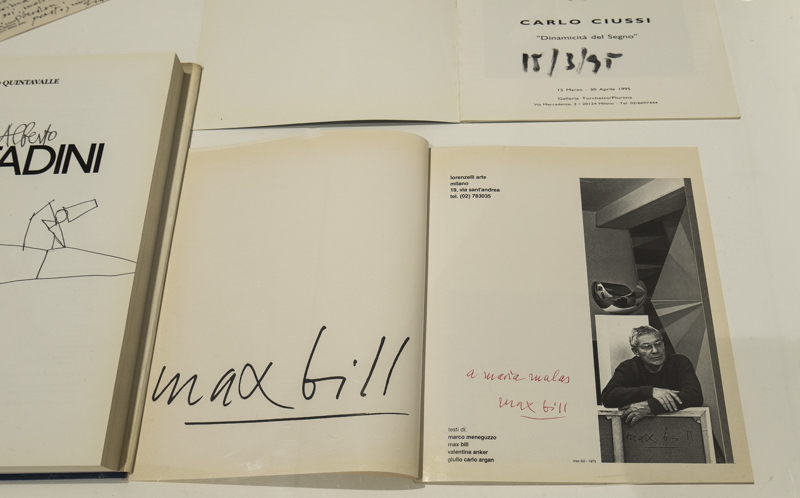 CARLO CIUSSI
"Dinamicità del Segno"
15/3/95
15 Marzo - 30 Aprile 1995
Galleria Turchetto/Plurima
QUINTAVALLE
Alberto
ADINI
lorenzelli arte
milano
19, via sant'andrea
tel. (02) 783035
max bill
a maria mulas
max bill
testi di
marco meneguzzo
max bill
valentina anker
giulio carlo argan
max bill